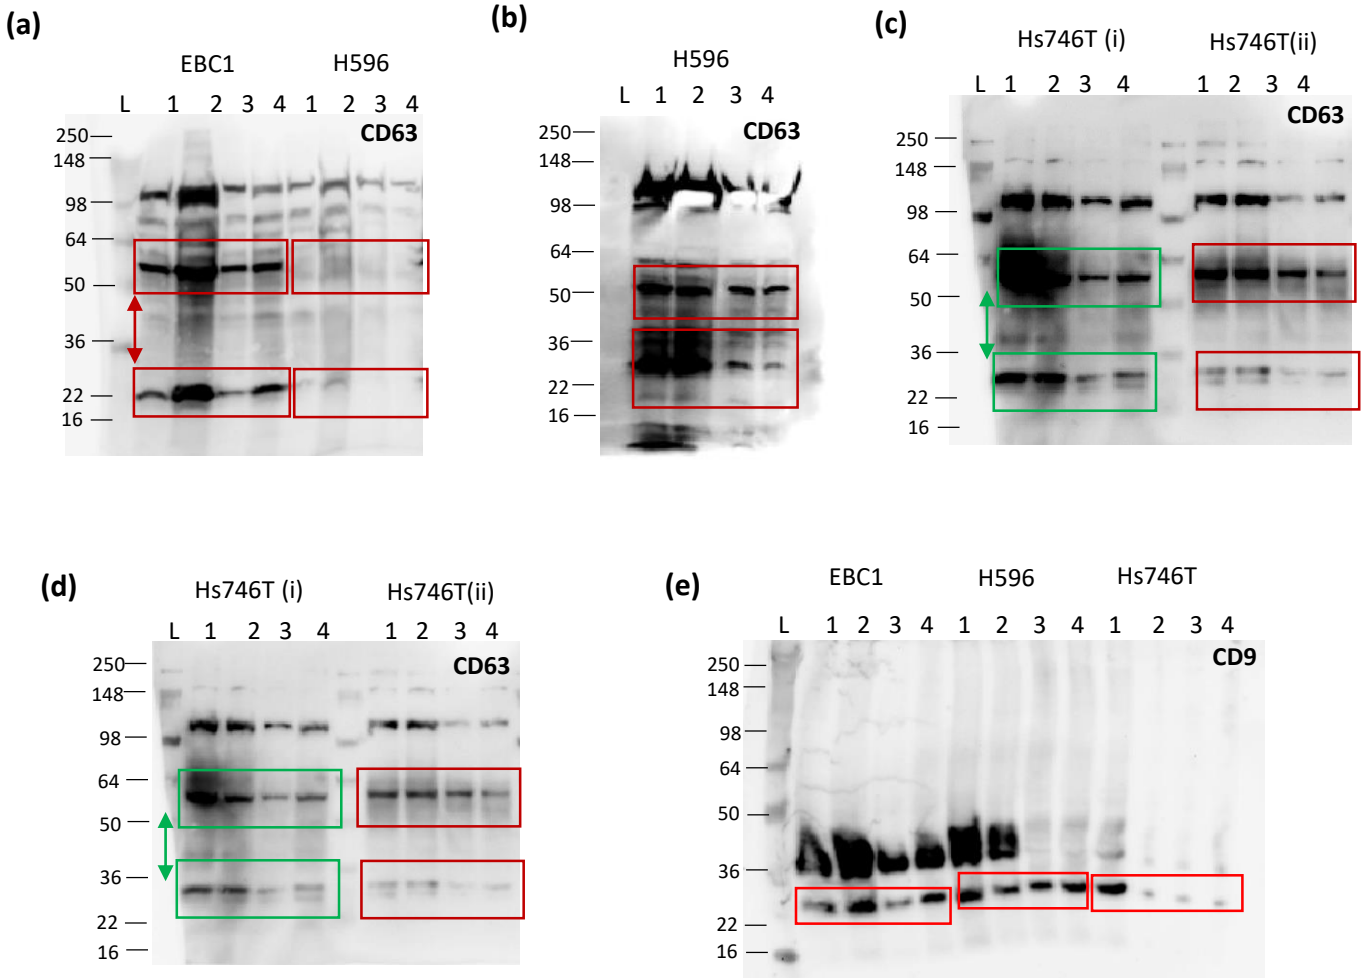 (a)
EBC1 H596
L 1 2 3 4 1 2 3 4
CD63
250
148
98
64
50
36
22
16
(b)
H596
L 1 2 3 4
CD63
250
148
98
64
50
36
22
16
(c)
Hs746T (i) Hs746T(ii)
1 2 3 4 1 2 3 4
L
CD63
250
148
98
64
50
36
22
16
(d)
Hs746T (i) Hs746T(ii)
L 1 2 3 4 1 2 3 4
CD63
250
148
98
64
50
36
22
16
(e)
EBC1 H596 Hs746T
L 1 2 3 4 1 2 3 4 1 2 3 4
CD9
250
148
98
64
50
36
22
16